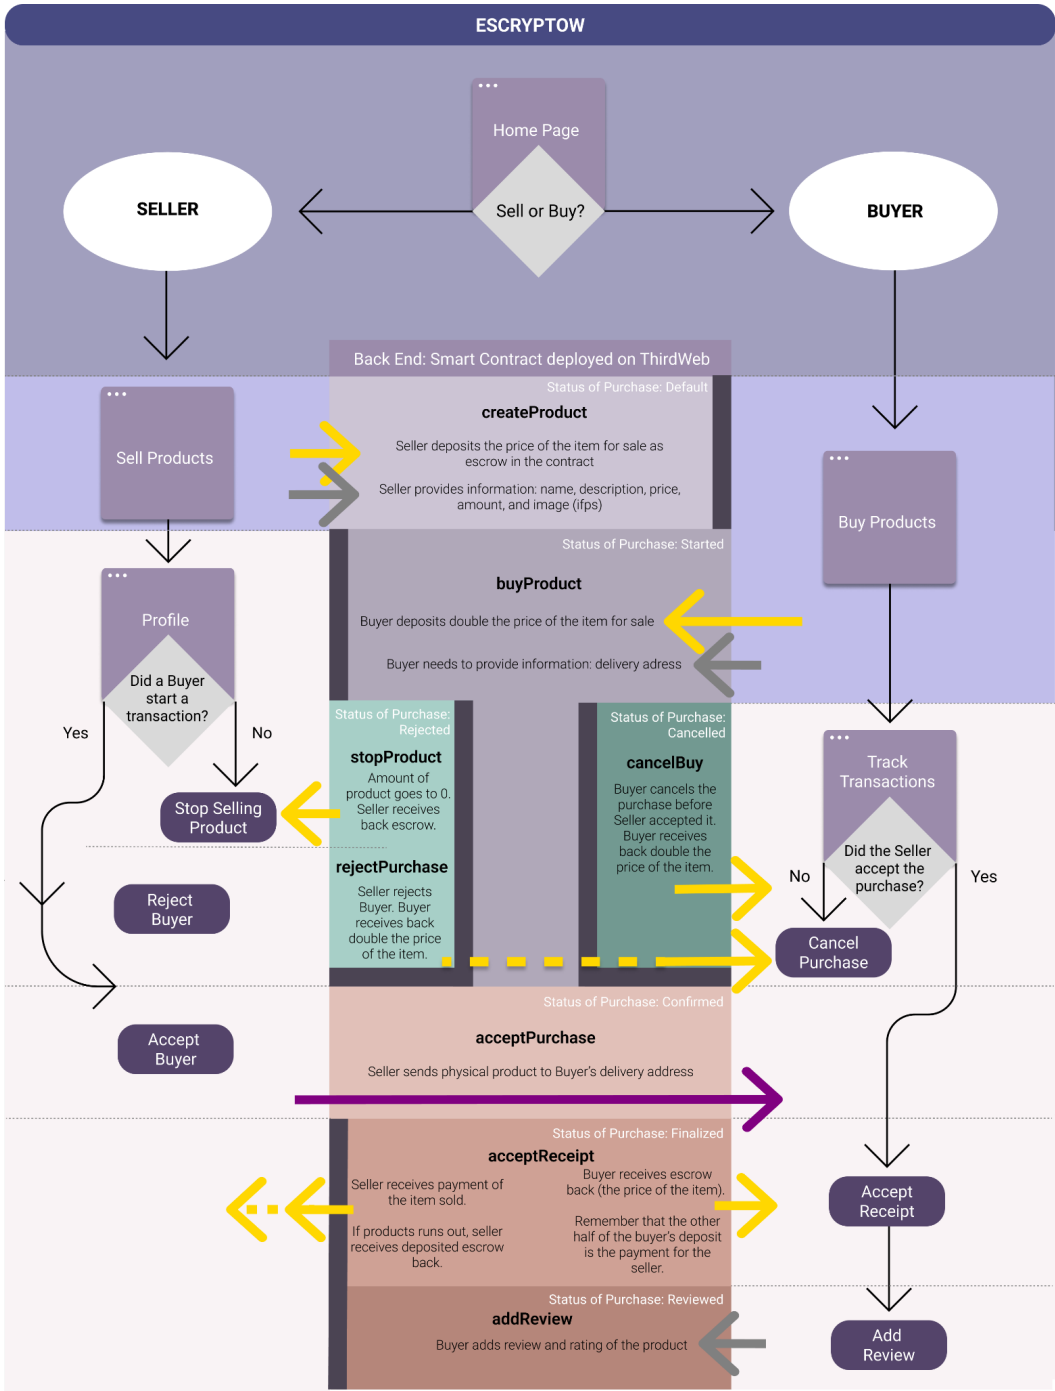 ESCRYPTOW
Home Page
Sell or Buy?
SELLER
BUYER
Back End: Smart Contract deployed on ThirdWeb
Status of Purchase: Default
createProduct
Seller deposits the price of the item for sale as
escrow in the contract
Seller provides information: name, description, price,
amount, and image (ifps)
Sell Products
Buy Products
Status of Purchase: Started
buyProduct
Buyer deposits double the price of the item for sale
Buyer needs to provide information: delivery adress
Profile
Did a Buyer
start a
transaction?
Yes
No
Stop Selling
Product
Reject
Buyer
Accept
Buyer
Status of Purchase:
Rejected
stopProduct
Amount of
product goes to 0.
Seller receives
back escrow.
rejectPurchase
Seller rejects
Buyer. Buyer
receives back
double the price
of the item.
Status of Purchase:
Cancelled
cancelBuy
Buyer cancels the
purchase before
Seller accepted it.
Buyer receives
back double the
price of the item.
Track
Transactions
Did the Seller
accept the
purchase?
No
Yes
Cancel
Purchase
Status of Purchase: Confirmed
acceptPurchase
Seller sends physical product to Buyer's delivery address
Status of Purchase: Finalized
acceptReceipt
Seller receives payment of
the item sold.
If products runs out, seller
receives deposited escrow
back.
Buyer receives escrow
back (the price of the item).
Remember that the other
half of the buyer's deposit
is the payment for the
seller.
Accept
Receipt
Status of Purchase: Reviewed
addReview
Buyer adds review and rating of the product
Add
Review